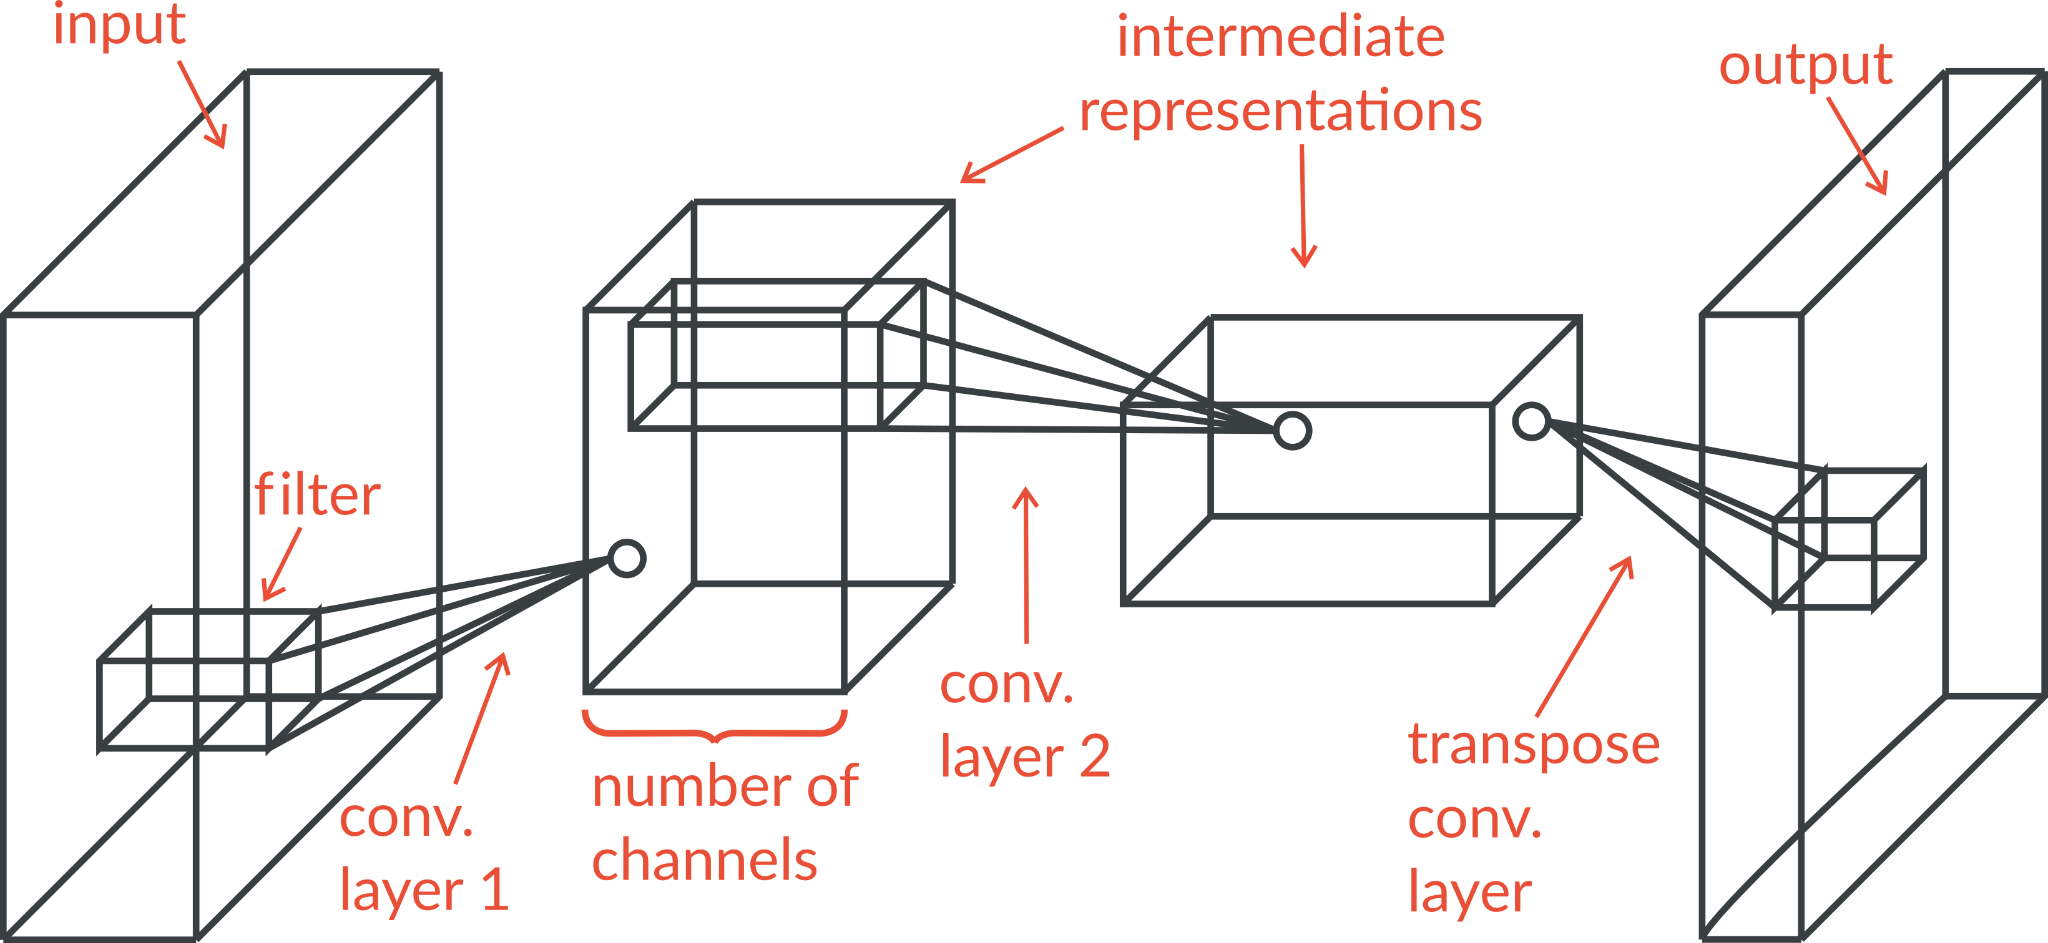 input
intermediate
representations
output
filter
conv.
layer 1
number of
channels
conv.
layer 2
transpose
conv.
layer